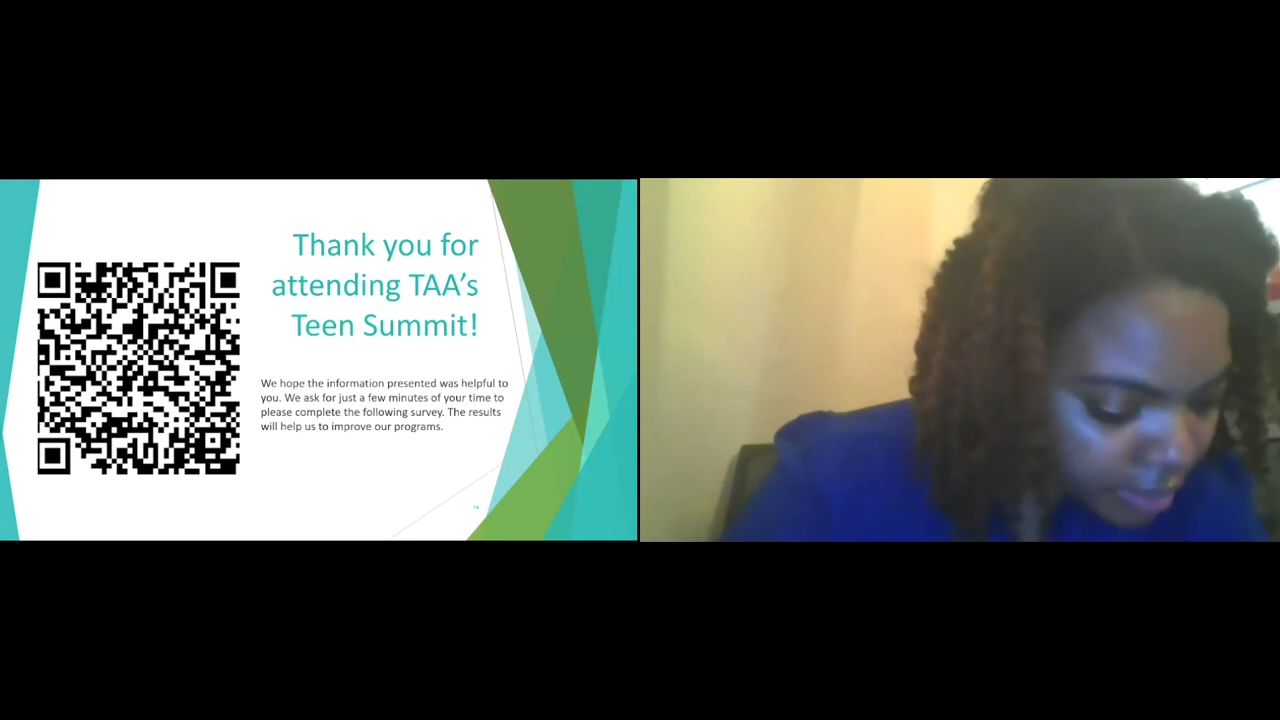 Thank you for
attending TAA's
Teen Summit!
We hope the information presented was helpful to
you. We ask for just a few minutes of your time to
please complete the following survey. The results
will help us to improve our programs.
14